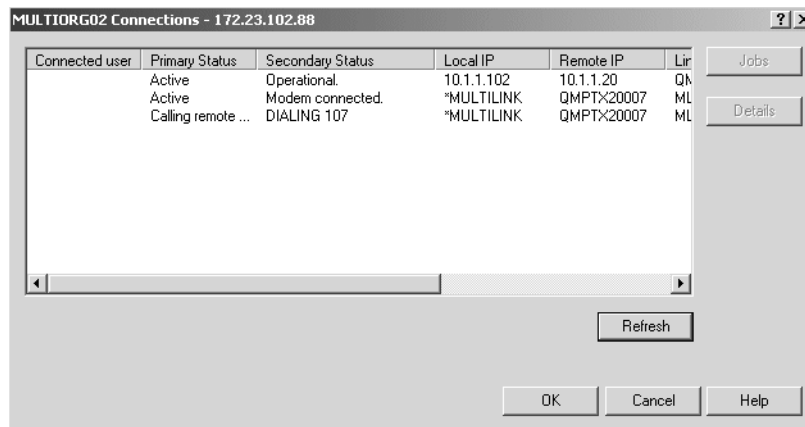 MULTIORG02 Connections - 172.23.102.88
Connected user Primary Status Secondary Status Local IP Remote IP Lir
Active Operational. 10.1.1.102 10.1.1.20 QM
Active Modem connected. *MULTILINK QMPTX20007 ML
Calling remote ... DIALING 107 *MULTILINK QMPTX20007 ML
Jobs
Details
Refresh
OK Cancel Help